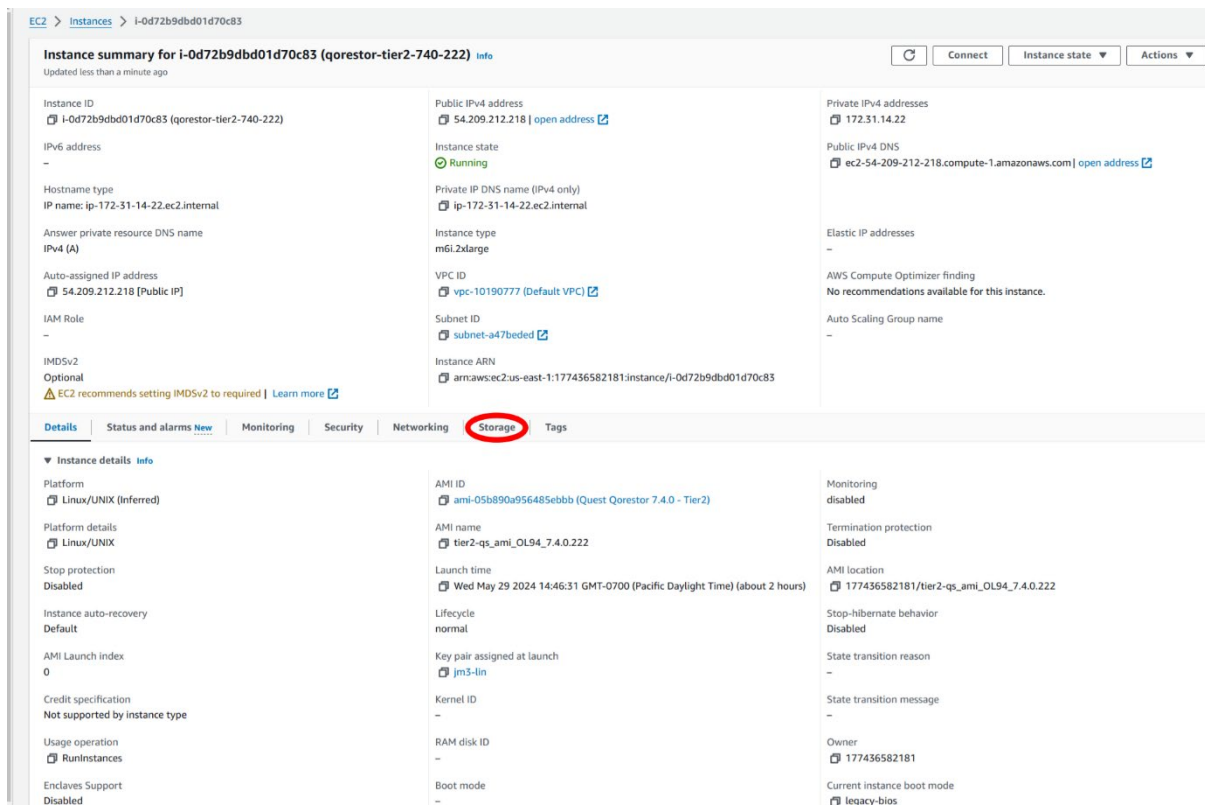 EC2 > Instances > i-0d72b9dbd01d70c83
Instance summary for i-0d72b9dbd01d70c83 (qorestor-tier2-740-222) Info
Connect
Instance state
Actions
Updated less than a minute ago
Instance ID
i-0d72b9dbd01d70c83 (qorestor-tier2-740-222)
Public IPv4 address
54.209.212.218 | open address
Private IPv4 addresses
172.31.14.22
IPv6 address
–
Instance state
Running
Public IPv4 DNS
ec2-54-209-212-218.compute-1.amazonaws.com | open address
Hostname type
IP name: ip-172-31-14-22.ec2.internal
Private IP DNS name (IPv4 only)
ip-172-31-14-22.ec2.internal
Answer private resource DNS name
IPv4 (A)
Instance type
m6i.2xlarge
Elastic IP addresses
–
Auto-assigned IP address
54.209.212.218 [Public IP]
VPC ID
vpc-10190777 (Default VPC)
AWS Compute Optimizer finding
No recommendations available for this instance.
IAM Role
–
Subnet ID
subnet-a47beded
Auto Scaling Group name
–
IMDSv2
Optional
EC2 recommends setting IMDSv2 to required | Learn more
Instance ARN
arn:aws:ec2:us-east-1:177436582181:instance/i-0d72b9dbd01d70c83
Details
Status and alarms New
Monitoring
Security
Networking
Storage
Tags
Instance details Info
Platform
Linux/UNIX (Inferred)
AMI ID
ami-05b890a956485ebbb (Quest Qorestor 7.4.0 - Tier2)
Monitoring
disabled
Platform details
Linux/UNIX
AMI name
tier2-qs_ami_OL94_7.4.0.222
Termination protection
Disabled
Stop protection
Disabled
Launch time
Wed May 29 2024 14:46:31 GMT-0700 (Pacific Daylight Time) (about 2 hours)
AMI location
177436582181/tier2-qs_ami_OL94_7.4.0.222
Instance auto-recovery
Default
Lifecycle
normal
Stop-hibernate behavior
Disabled
AMI Launch index
0
Key pair assigned at launch
jm3-lin
State transition reason
–
Credit specification
Not supported by instance type
Kernel ID
–
State transition message
–
Usage operation
RunInstances
RAM disk ID
–
Owner
177436582181
Enclaves Support
Disabled
Boot mode
–
Current instance boot mode
legacy-bios